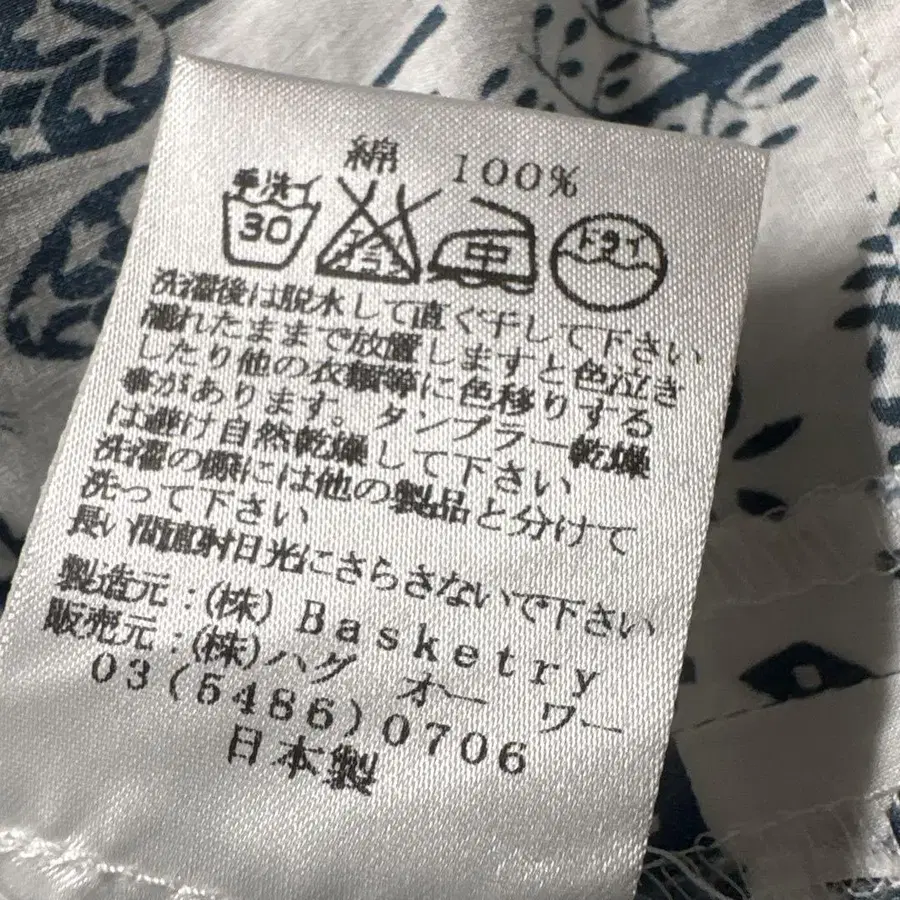 綿 100%
手洗イ
30
エンソ
サラシ
中
ドライ
洗濯後は脱水して直ぐ干して下さい
濡れたままで放置しますと色泣き
したり他の衣類等に色移りする
事があります。タンブラー乾燥
は避け自然乾燥して下さい
洗濯の際には他の製品と分けて
洗って下さい
長い間直射日光にさらさないで下さい
製造元:(株) Basketry
販売元:(株)ハグ オー ワー
03(5486)0706
日本製